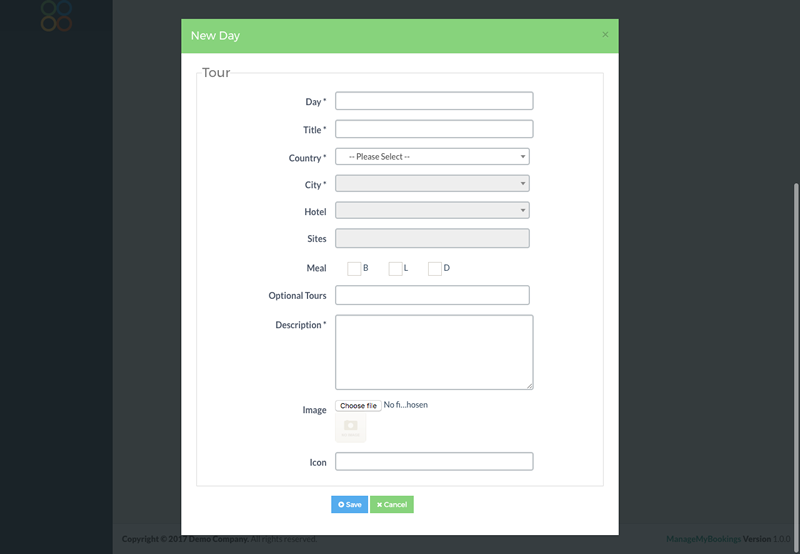 New Day ×
Tour
Day *
Title *
Country * -- Please Select --
City *
Hotel
Sites
Meal B L D
Optional Tours
Description *
Image Choose file No fi...hosen
Icon
Save Cancel
Copyright © 2017 Demo Company. All rights reserved. ManageMyBookings Version 1.0.0